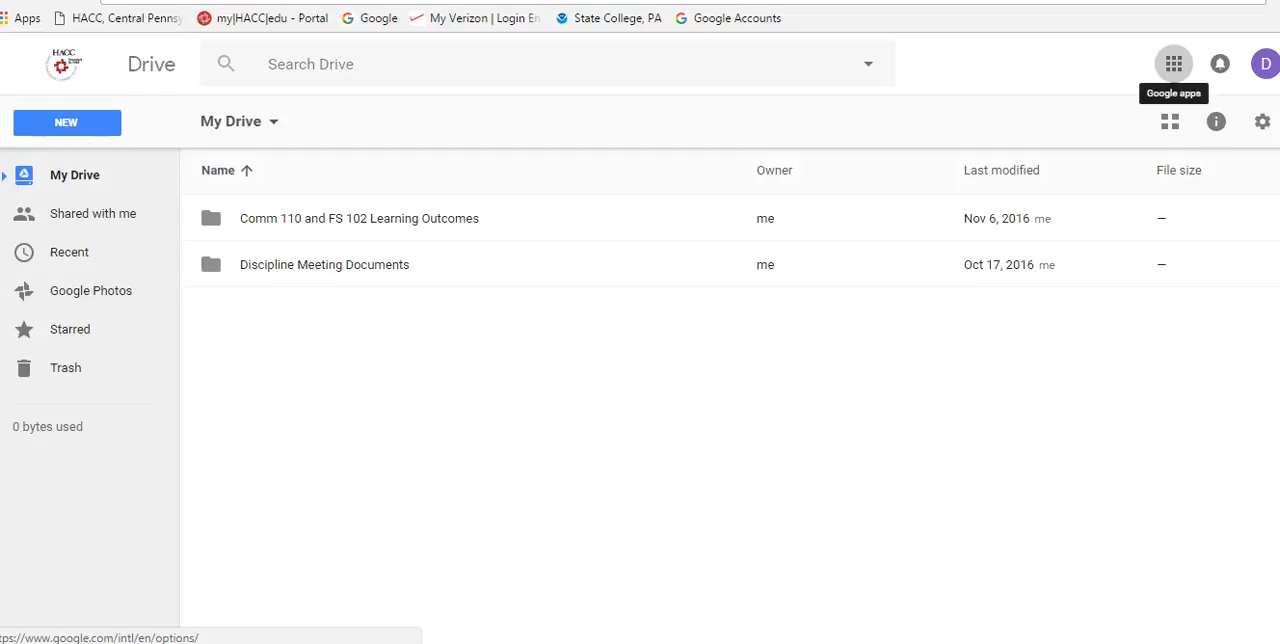 Apps HACC, Central Pennsy my|HACC|edu - Portal Google My Verizon | Login En State College, PA Google Accounts
HACC Drive Search Drive D
Google apps
NEW My Drive
My Drive Name Owner Last modified File size
Shared with me Comm 110 and FS 102 Learning Outcomes me Nov 6, 2016 me –
Recent Discipline Meeting Documents me Oct 17, 2016 me –
Google Photos
Starred
Trash
0 bytes used
tps://www.google.com/intl/en/options/